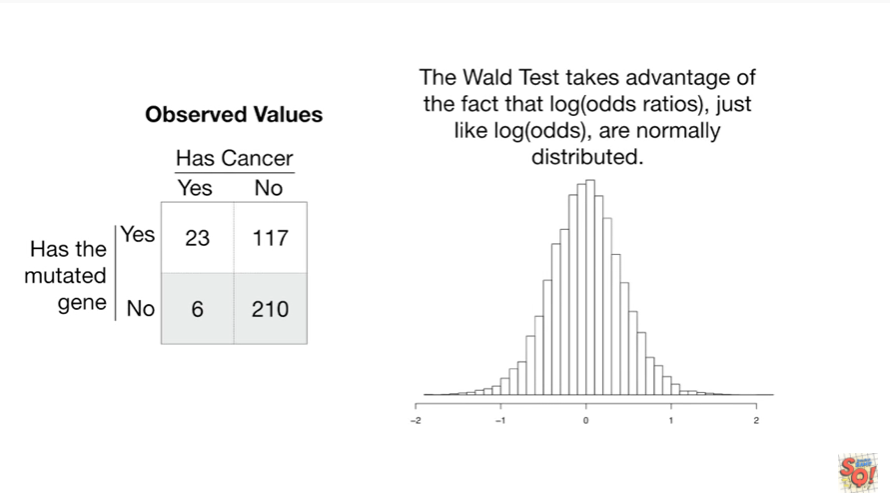 The Wald Test takes advantage of
the fact that log(odds ratios), just
like log(odds), are normally
distributed.
Observed Values
Has Cancer
Yes No
Has the
mutated
gene
Yes 23 117
No 6 210
-2 -1 0 1 2
SQ!